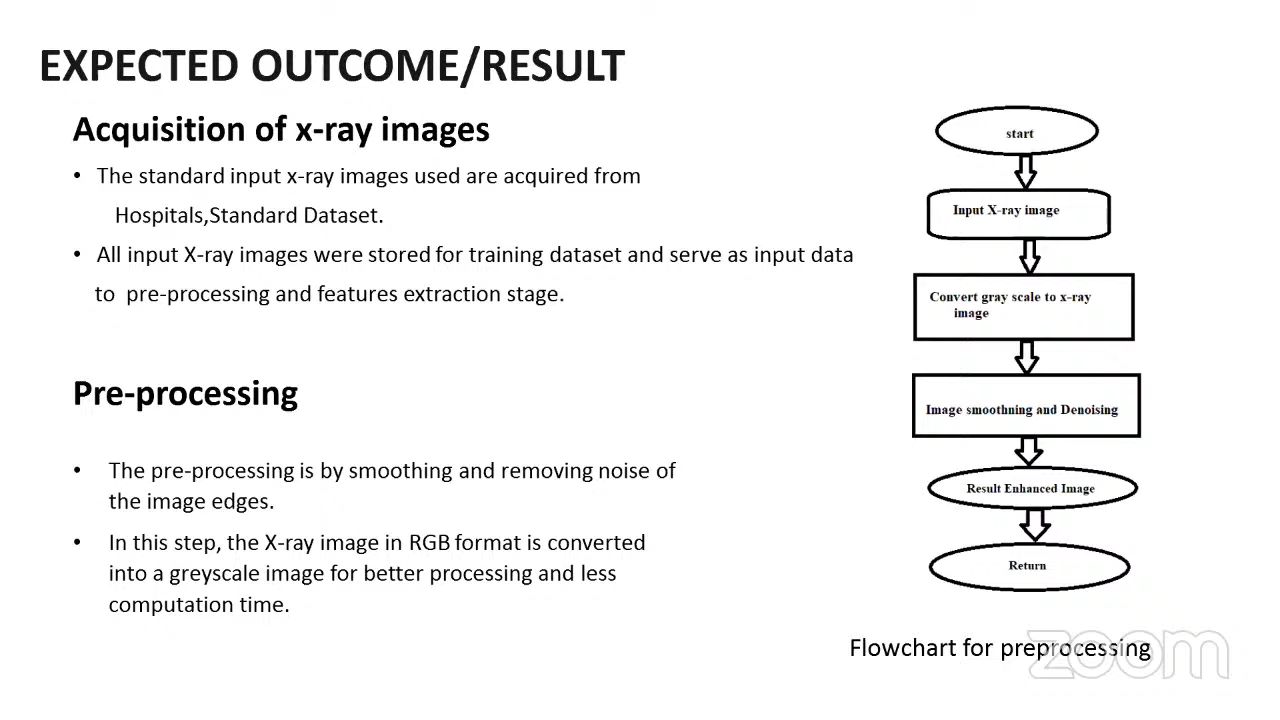 EXPECTED OUTCOME/RESULT
Acquisition of x-ray images
• The standard input x-ray images used are acquired from
Hospitals,Standard Dataset.
• All input X-ray images were stored for training dataset and serve as input data
to pre-processing and features extraction stage.
Pre-processing
• The pre-processing is by smoothing and removing noise of
the image edges.
• In this step, the X-ray image in RGB format is converted
into a greyscale image for better processing and less
computation time.
start
Input X-ray image
Convert gray scale to x-ray
image
Image smoothning and Denoising
Result Enhanced Image
Return
Flowchart for preprocessing
zoom